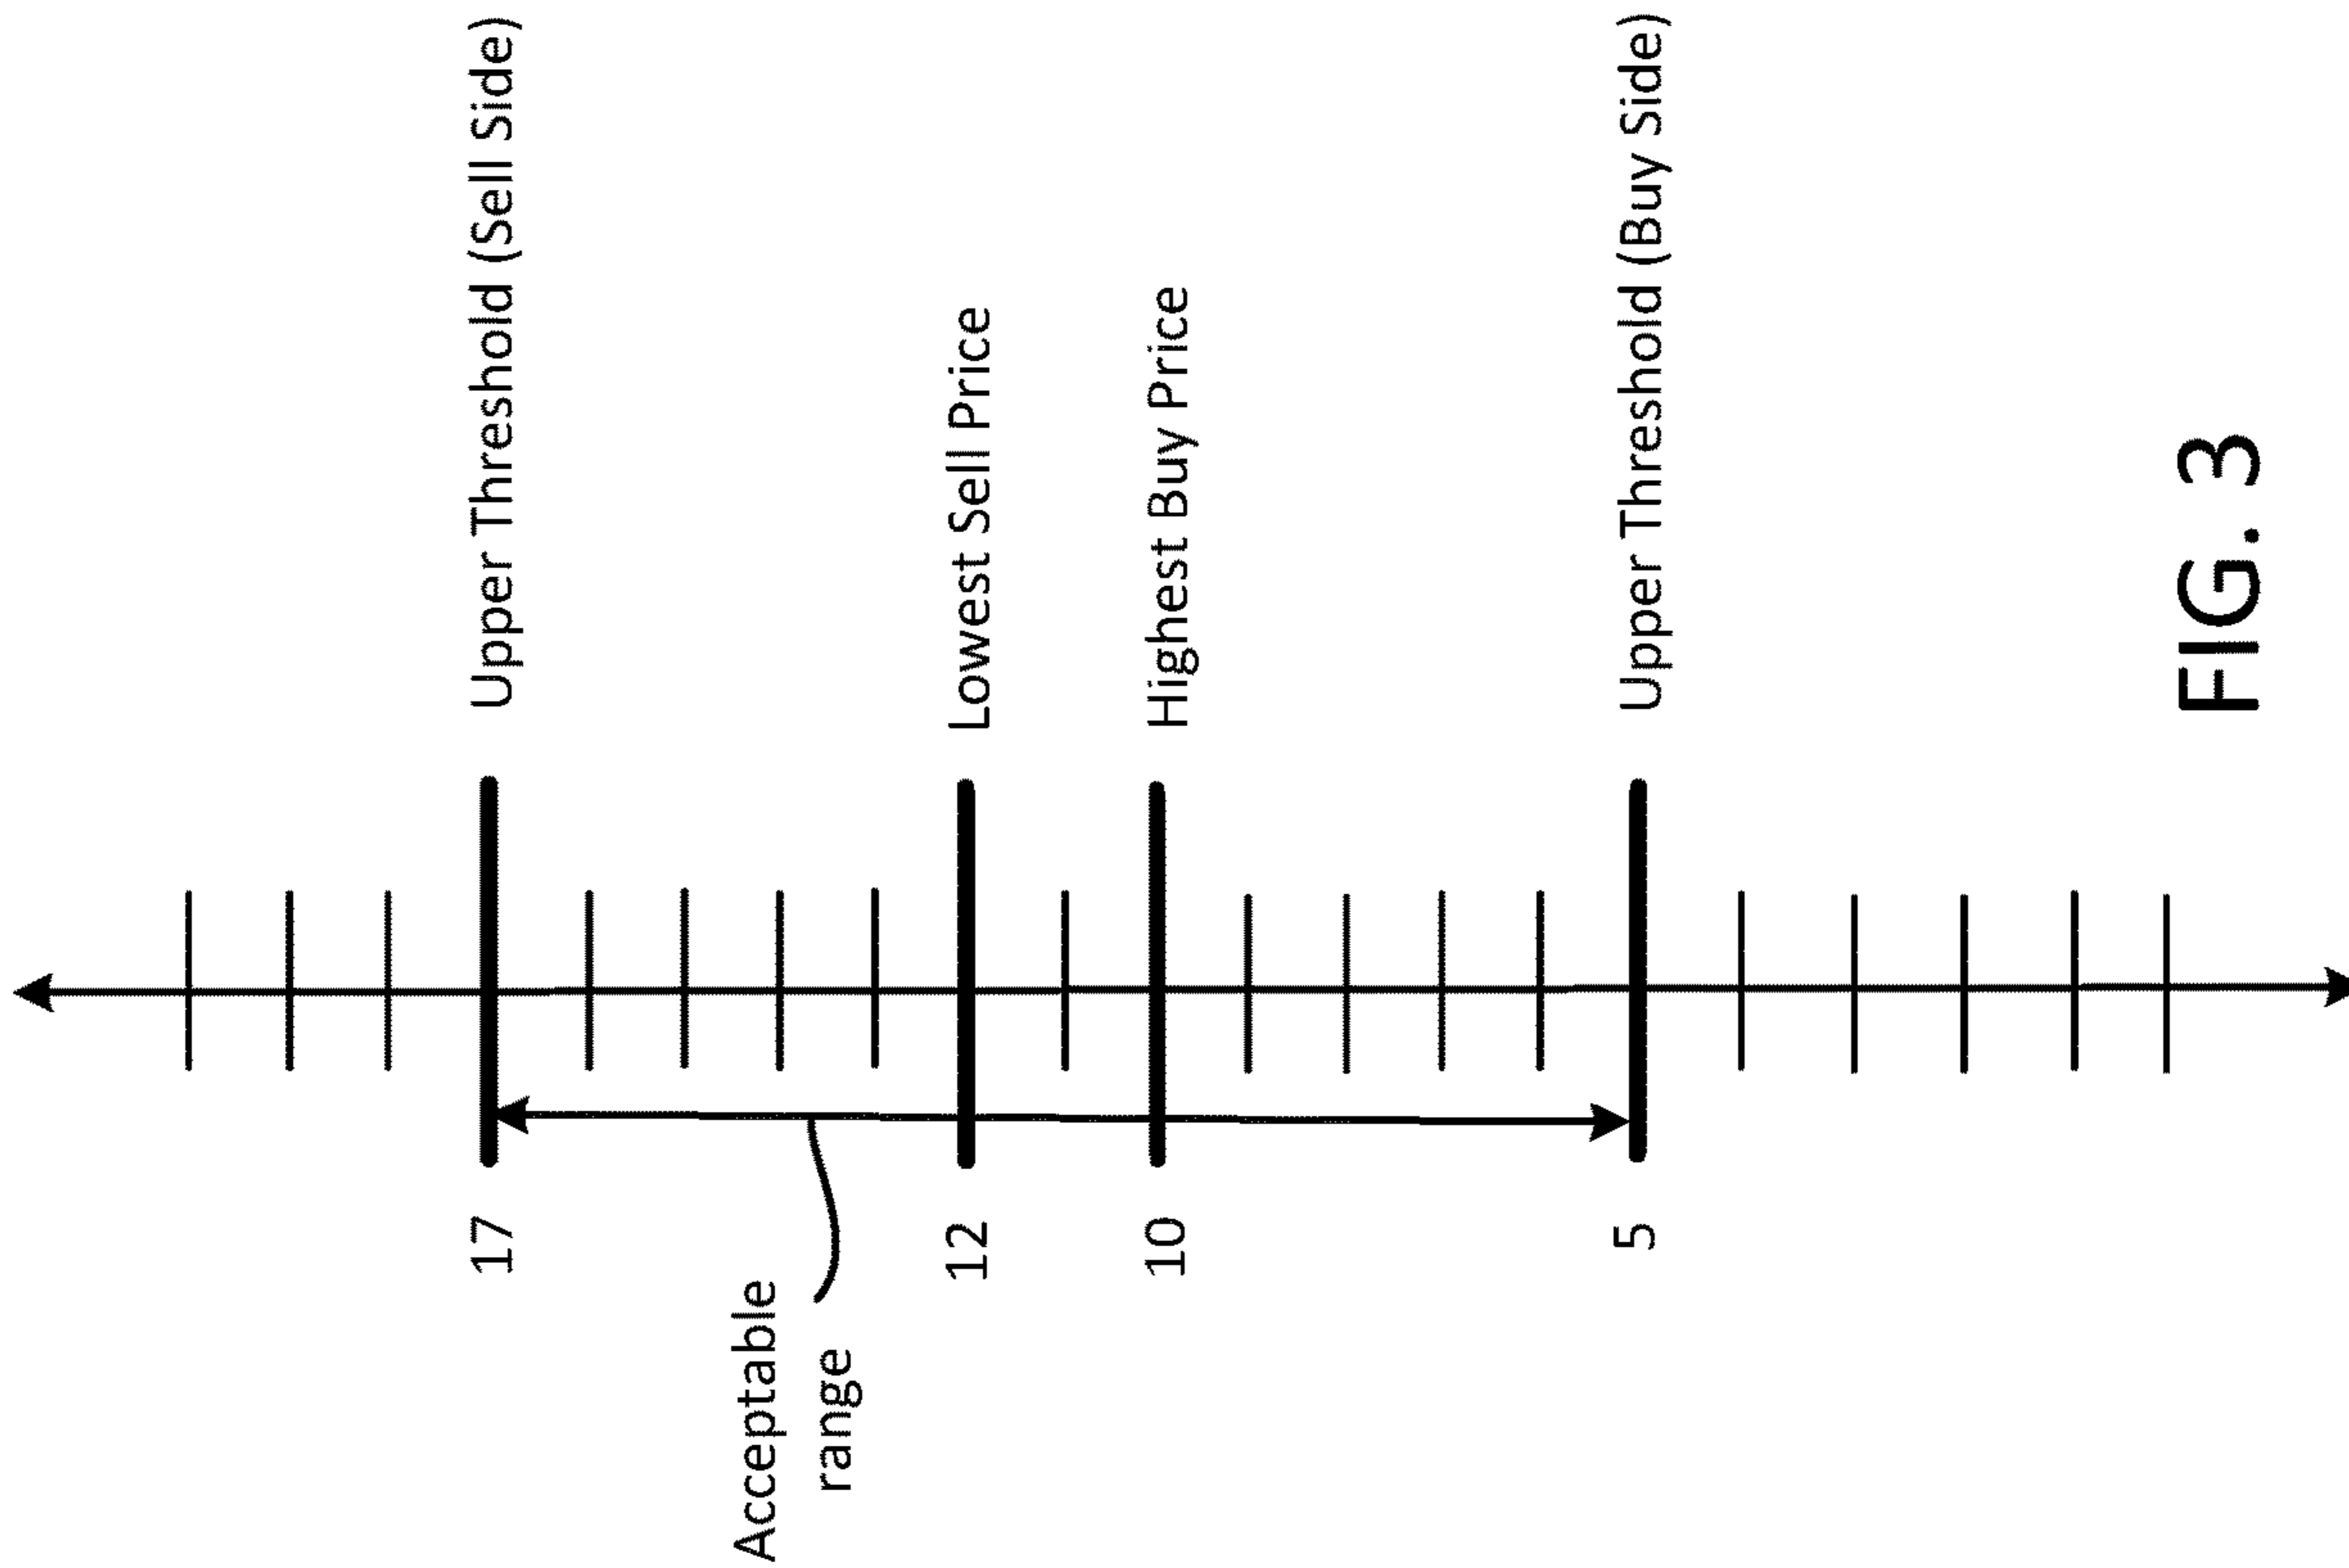 17
Upper Threshold (Sell Side)
Acceptable
range
12
Lowest Sell Price
10
Highest Buy Price
5
Upper Threshold (Buy Side)
FIG. 3